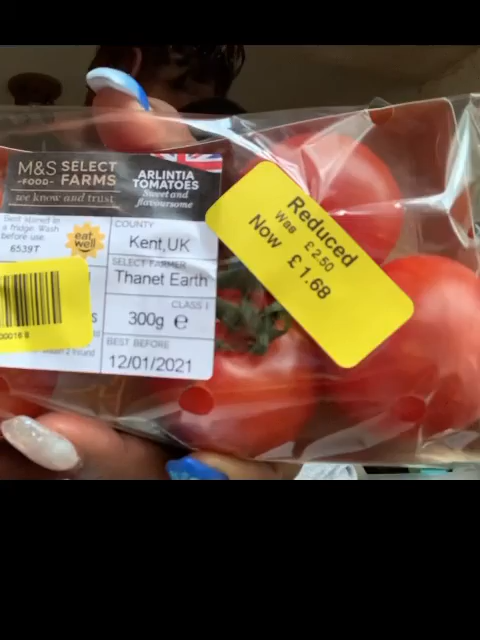 M&S SELECT
-FOOD- FARMS
we know and trust
ARLINTIA
TOMATOES
Sweet and
flavoursome
Best stored in
a fridge. Wash
before use.
6539T
eat
well
COUNTY
Kent, UK
SELECT FARMER
Thanet Earth
CLASS I
300g e
BEST BEFORE
12/01/2021
Reduced
Was £2.50
Now £1.68